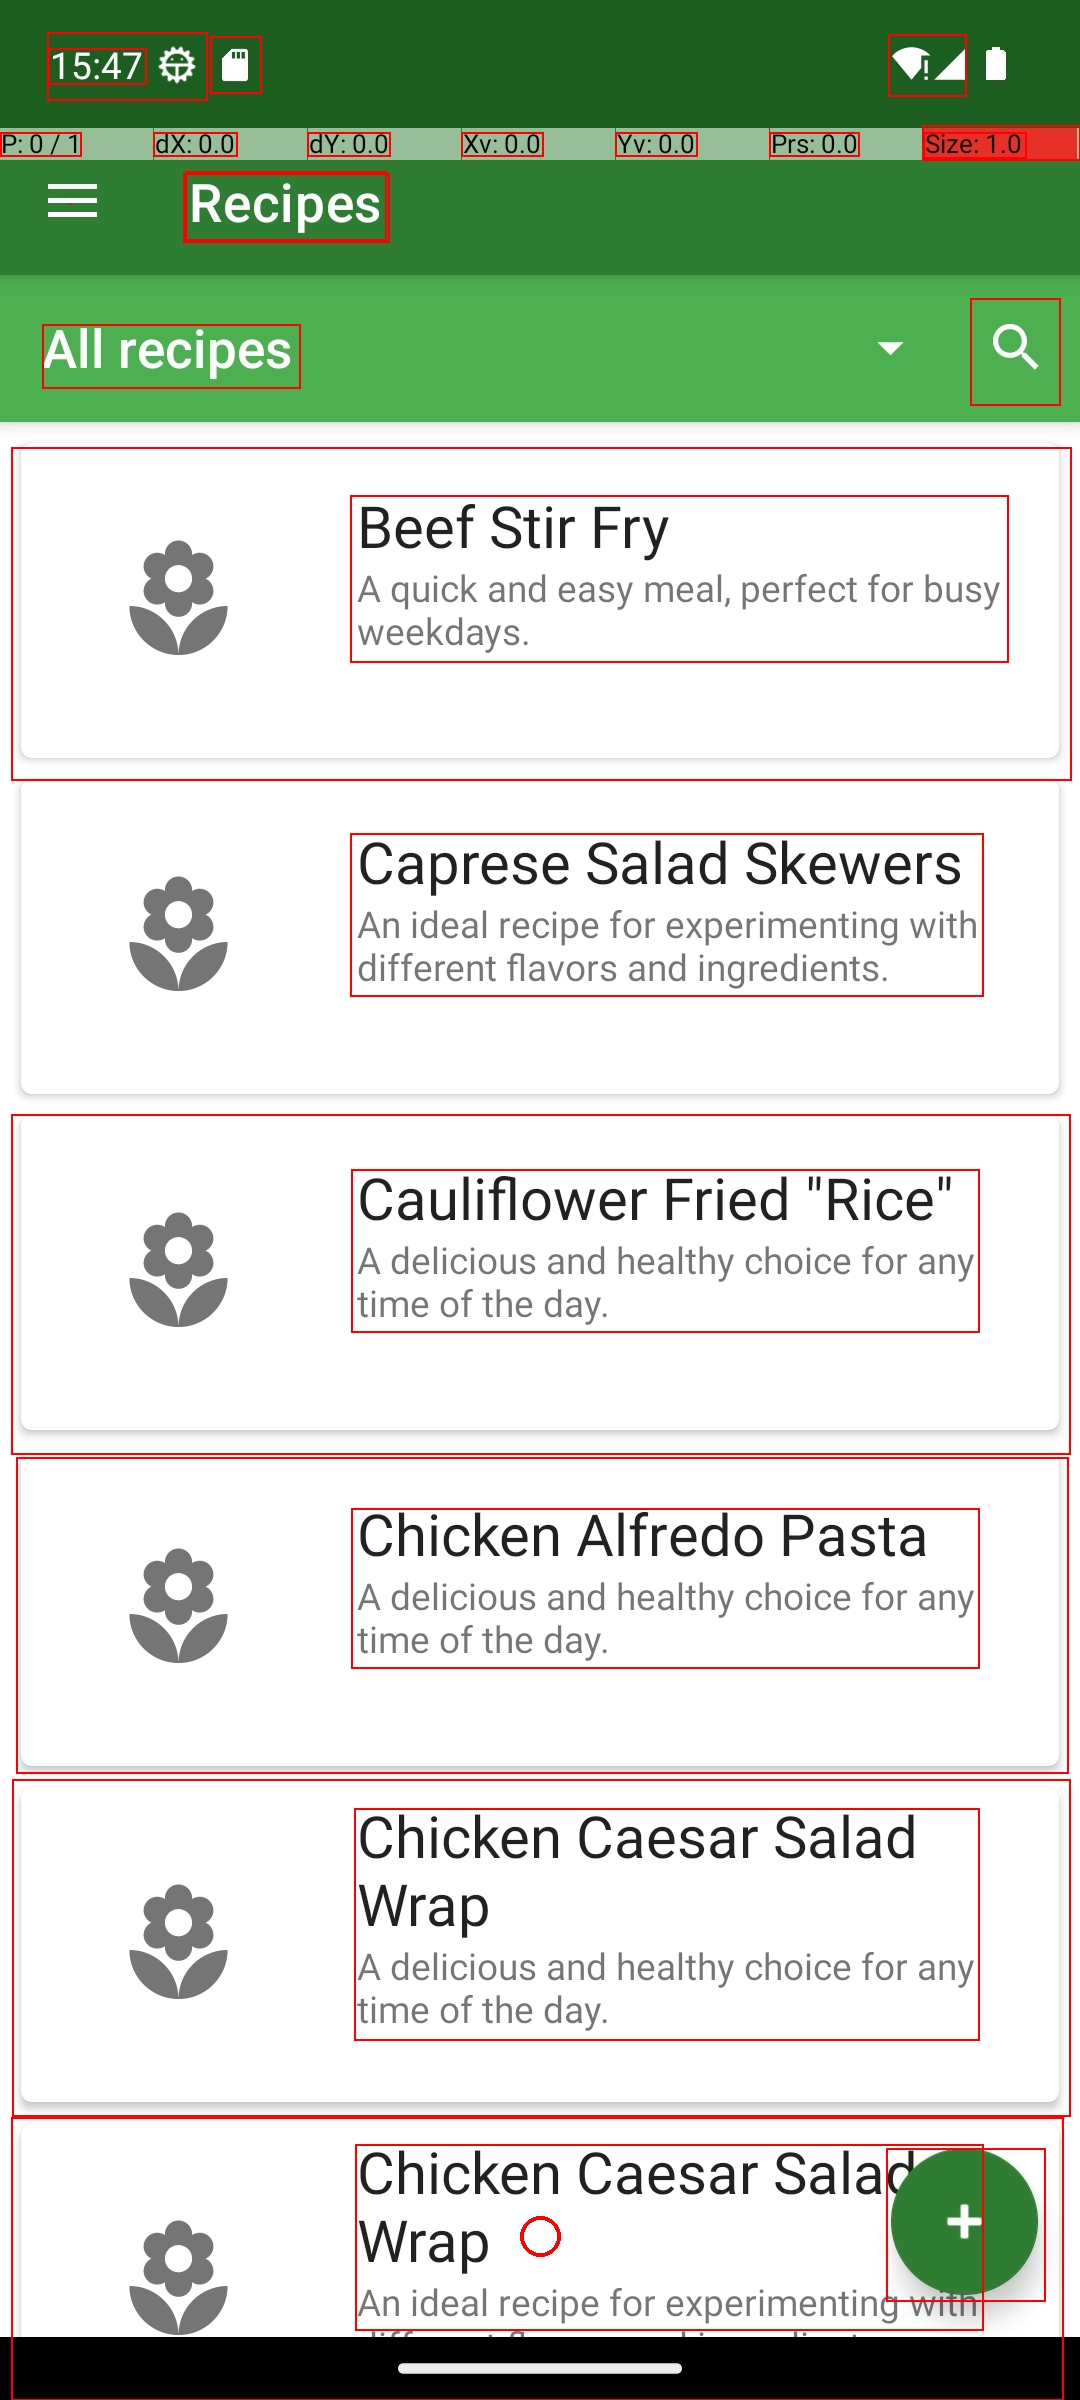 15:47
P: 0 / 1 dX: 0.0 dY: 0.0 Xv: 0.0 Yv: 0.0 Prs: 0.0 Size: 1.0
Recipes
All recipes
Beef Stir Fry
A quick and easy meal, perfect for busy
weekdays.
Caprese Salad Skewers
An ideal recipe for experimenting with
different flavors and ingredients.
Cauliflower Fried "Rice"
A delicious and healthy choice for any
time of the day.
Chicken Alfredo Pasta
A delicious and healthy choice for any
time of the day.
Chicken Caesar Salad
Wrap
A delicious and healthy choice for any
time of the day.
Chicken Caesar Salad
Wrap
An ideal recipe for experimenting with